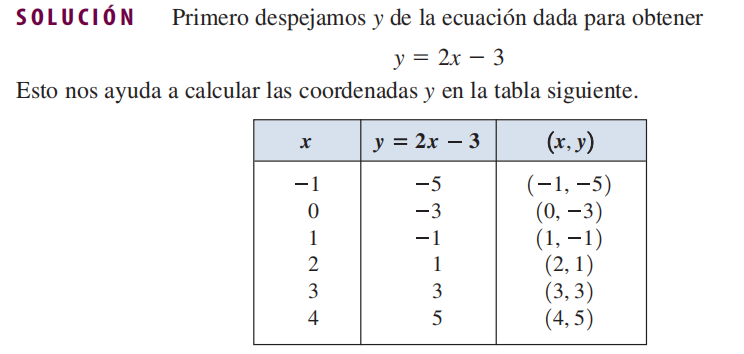 SOLUCIÓN Primero despejamos y de la ecuación dada para obtener
y = 2x − 3
Esto nos ayuda a calcular las coordenadas y en la tabla siguiente.
x y = 2x − 3 (x, y)
−1 −5 (−1, −5)
0 −3 (0, −3)
1 −1 (1, −1)
2 1 (2, 1)
3 3 (3, 3)
4 5 (4, 5)